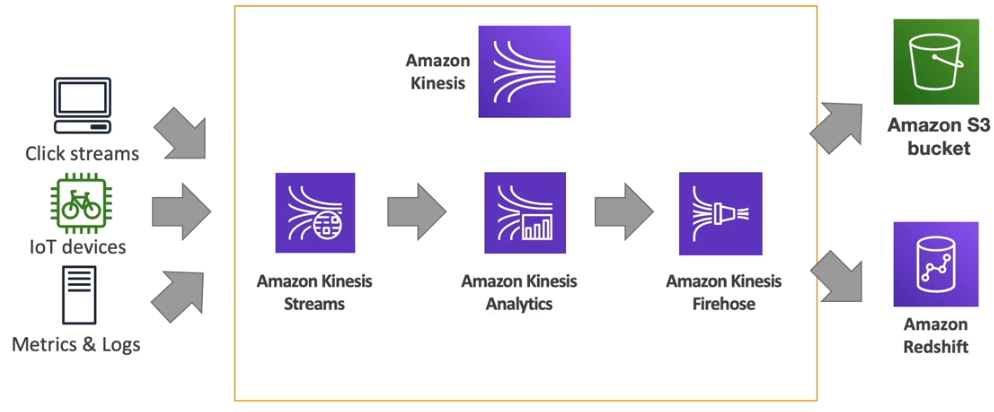 Amazon
Kinesis
Click streams
IoT devices
Metrics & Logs
Amazon Kinesis
Streams
Amazon Kinesis
Analytics
Amazon Kinesis
Firehose
Amazon S3
bucket
Amazon
Redshift